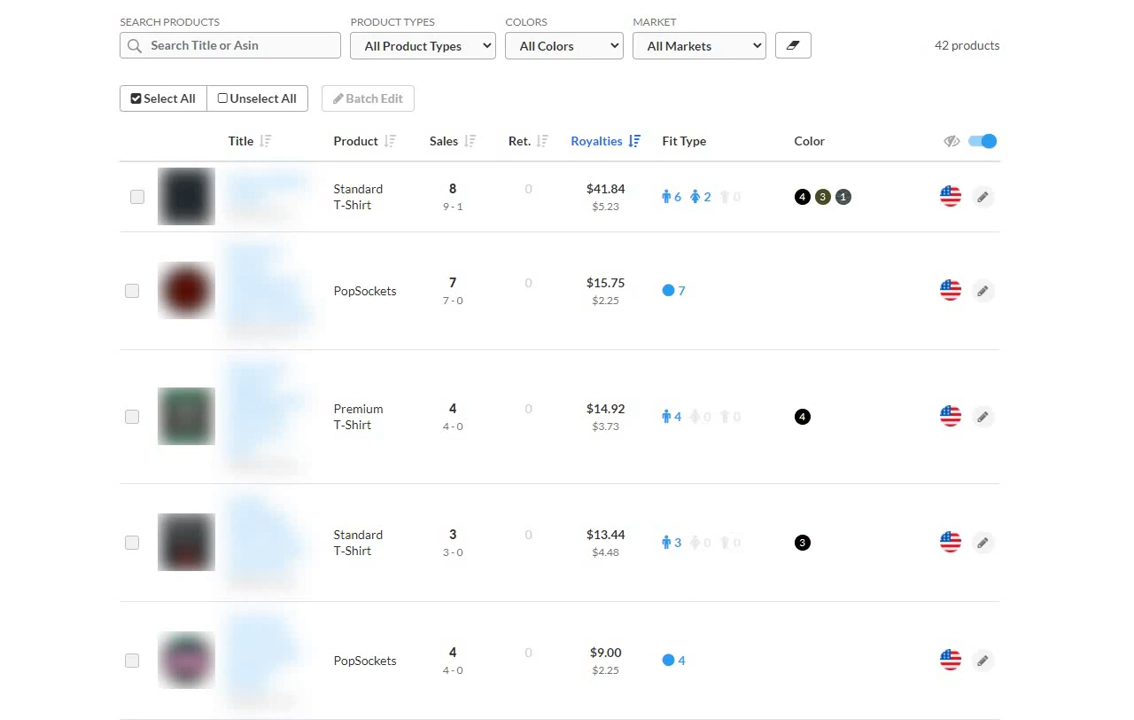 SEARCH PRODUCTS PRODUCT TYPES COLORS MARKET
Search Title or Asin All Product Types All Colors All Markets 42 products
Select All Unselect All Batch Edit
Title Product Sales Ret. Royalties Fit Type Color
Standard T-Shirt 8 9 - 1 0 $41.84 $5.23 6 2 0 4 3 1
PopSockets 7 7 - 0 0 $15.75 $2.25 7
Premium T-Shirt 4 4 - 0 0 $14.92 $3.73 4 0 0 4
Standard T-Shirt 3 3 - 0 0 $13.44 $4.48 3 0 0 3
PopSockets 4 4 - 0 0 $9.00 $2.25 4